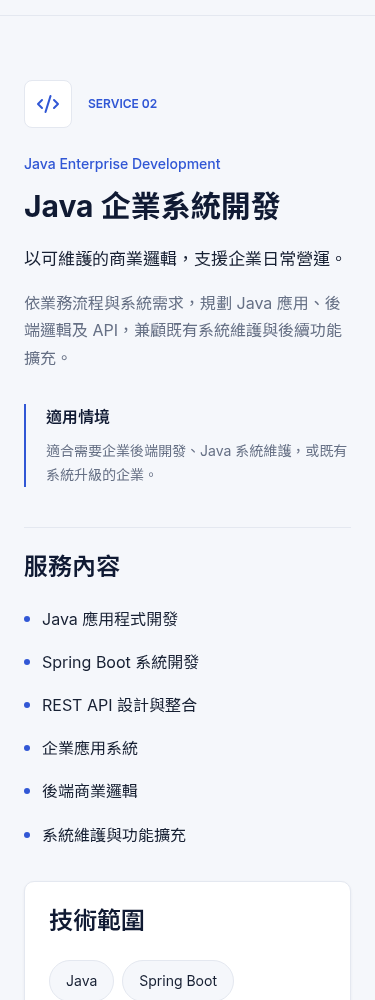 SERVICE 02
Java Enterprise Development
Java 企業系統開發
以可維護的商業邏輯，支援企業日常營運。
依業務流程與系統需求，規劃 Java 應用、後
端邏輯及 API，兼顧既有系統維護與後續功能
擴充。
適用情境
適合需要企業後端開發、Java 系統維護，或既有
系統升級的企業。
服務內容
Java 應用程式開發
Spring Boot 系統開發
REST API 設計與整合
企業應用系統
後端商業邏輯
系統維護與功能擴充
技術範圍
Java
Spring Boot